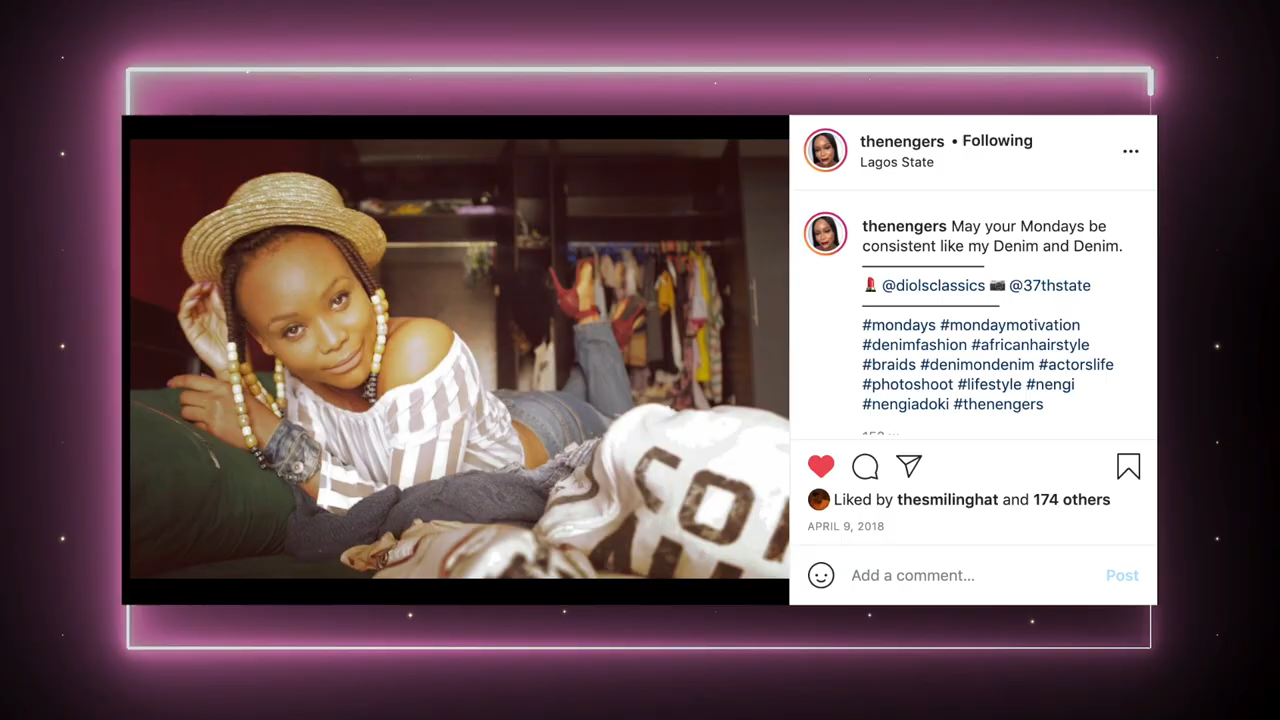 thenengers • Following
Lagos State
thenengers May your Mondays be
consistent like my Denim and Denim.
@diolsclassics @37thstate
#mondays #mondaymotivation
#denimfashion #africanhairstyle
#braids #denimondenim #actorslife
#photoshoot #lifestyle #nengi
#nengiadoki #thenengers
Liked by thesmilinghat and 174 others
APRIL 9, 2018
Add a comment...
Post